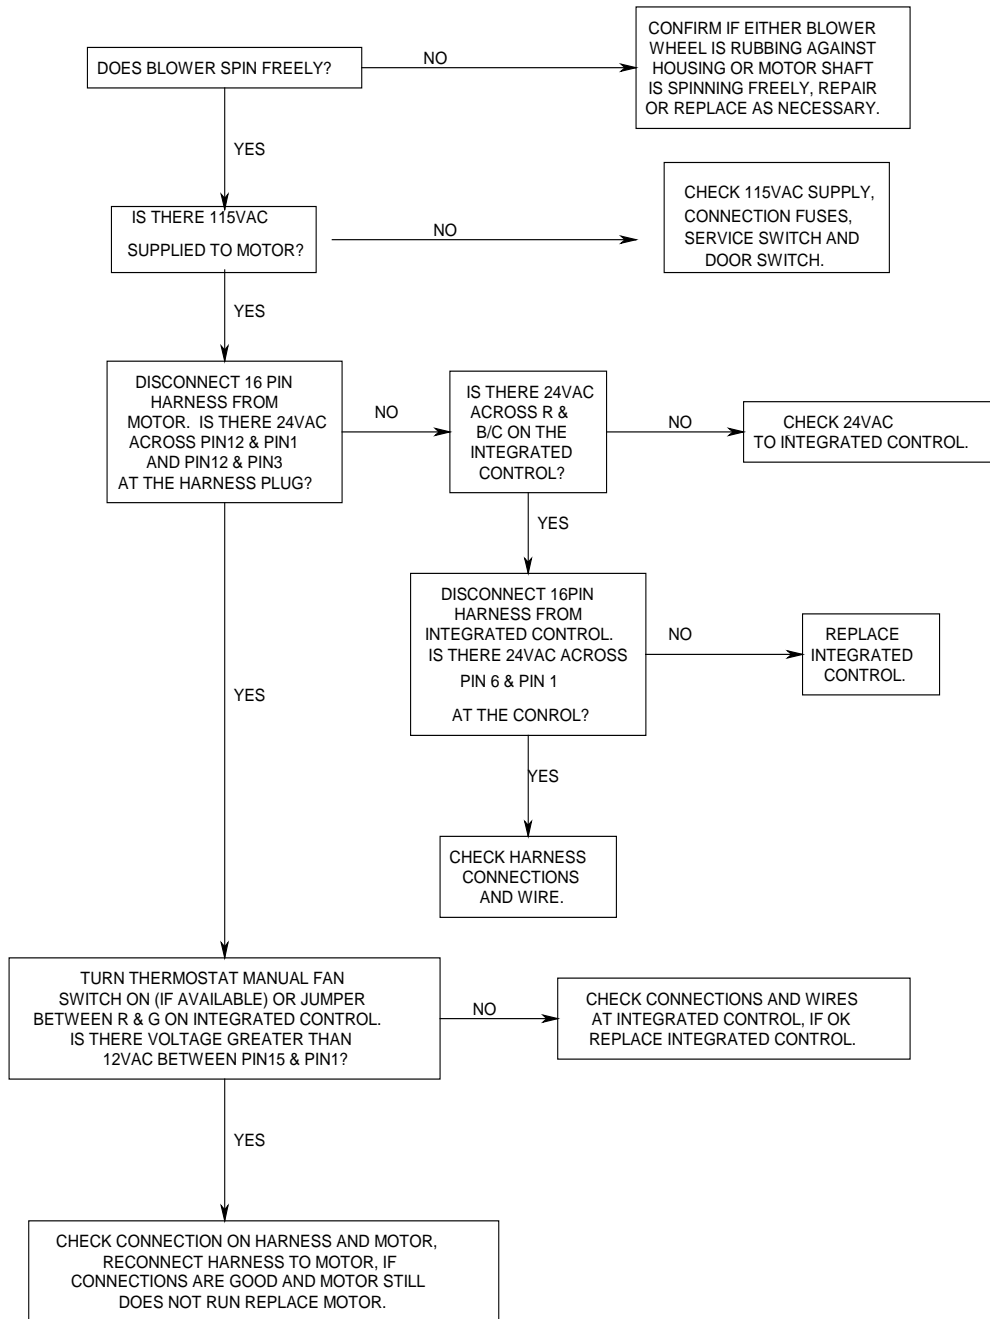 DOES BLOWER SPIN FREELY?
NO
CONFIRM IF EITHER BLOWER
WHEEL IS RUBBING AGAINST
HOUSING OR MOTOR SHAFT
IS SPINNING FREELY, REPAIR
OR REPLACE AS NECESSARY.
YES
IS THERE 115VAC
SUPPLIED TO MOTOR?
NO
CHECK 115VAC SUPPLY,
CONNECTION FUSES,
SERVICE SWITCH AND
DOOR SWITCH.
YES
DISCONNECT 16 PIN
HARNESS FROM
MOTOR. IS THERE 24VAC
ACROSS PIN12 & PIN1
AND PIN12 & PIN3
AT THE HARNESS PLUG?
NO
IS THERE 24VAC
ACROSS R &
B/C ON THE
INTEGRATED
CONTROL?
NO
CHECK 24VAC
TO INTEGRATED CONTROL.
YES
DISCONNECT 16PIN
HARNESS FROM
INTEGRATED CONTROL.
IS THERE 24VAC ACROSS
PIN 6 & PIN 1
AT THE CONROL?
NO
REPLACE
INTEGRATED
CONTROL.
YES
CHECK HARNESS
CONNECTIONS
AND WIRE.
YES
TURN THERMOSTAT MANUAL FAN
SWITCH ON (IF AVAILABLE) OR JUMPER
BETWEEN R & G ON INTEGRATED CONTROL.
IS THERE VOLTAGE GREATER THAN
12VAC BETWEEN PIN15 & PIN1?
NO
CHECK CONNECTIONS AND WIRES
AT INTEGRATED CONTROL, IF OK
REPLACE INTEGRATED CONTROL.
YES
CHECK CONNECTION ON HARNESS AND MOTOR,
RECONNECT HARNESS TO MOTOR, IF
CONNECTIONS ARE GOOD AND MOTOR STILL
DOES NOT RUN REPLACE MOTOR.